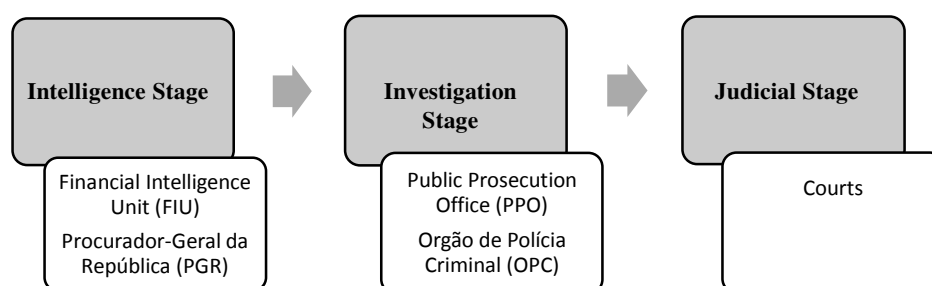 Intelligence Stage
Financial Intelligence
Unit (FIU)
Procurador-Geral da
República (PGR)
Investigation
Stage
Public Prosecution
Office (PPO)
Orgão de Polícia
Criminal (OPC)
Judicial Stage
Courts